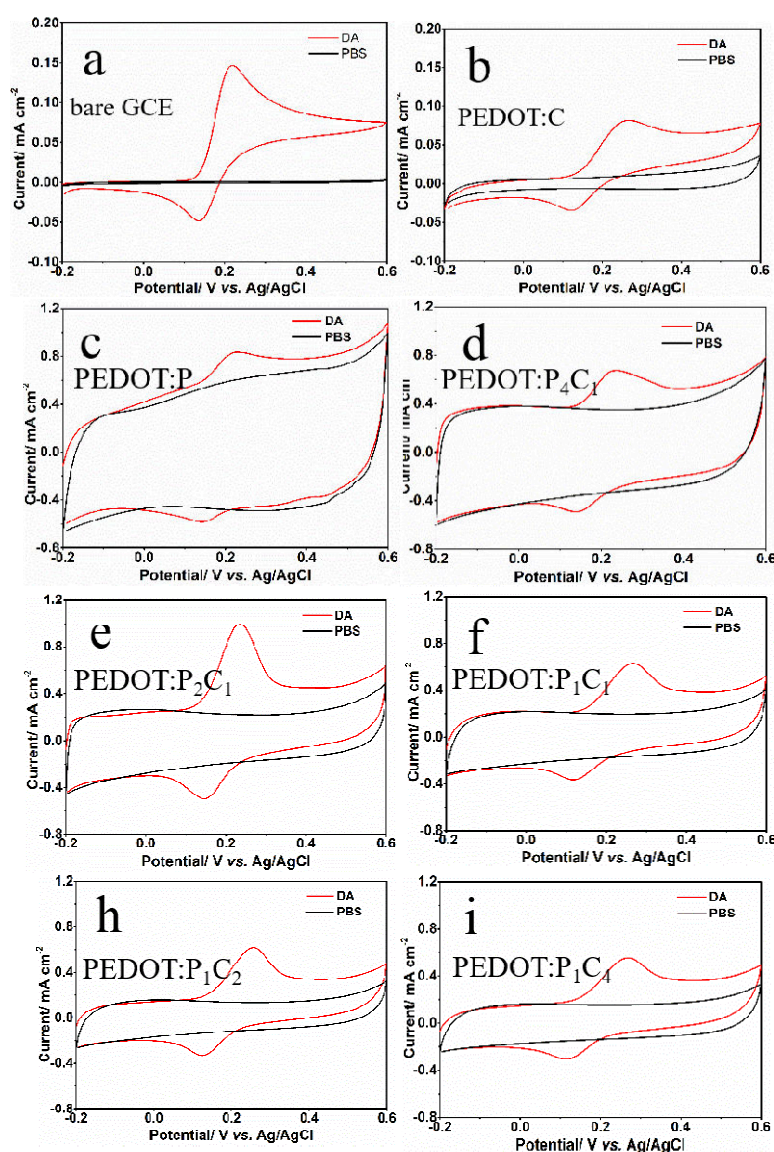 a
bare GCE
DA
PBS
0.20
0.15
0.10
0.05
0.00
-0.05
-0.10
Current/ mA cm⁻²
-0.2 0.0 0.2 0.4 0.6
Potential/ V vs. Ag/AgCl
b
PEDOT:C
DA
PBS
0.20
0.15
0.10
0.05
0.00
-0.05
-0.10
Current/ mA cm⁻²
-0.2 0.0 0.2 0.4 0.6
Potential/ V vs. Ag/AgCl
c
PEDOT:P
DA
PBS
1.2
0.8
0.4
0.0
-0.4
-0.8
Current/ mA cm⁻²
-0.2 0.0 0.2 0.4 0.6
Potential/ V vs. Ag/AgCl
d
PEDOT:P₄C₁
DA
PBS
1.2
0.8
0.4
0.0
-0.4
-0.8
Current/ mA cm
-0.2 0.0 0.2 0.4 0.6
Potential/ V vs. Ag/AgCl
e
PEDOT:P₂C₁
DA
PBS
1.2
0.8
0.4
0.0
-0.4
-0.8
Current/ mA cm⁻²
-0.2 0.0 0.2 0.4 0.6
Potential/ V vs. Ag/AgCl
f
PEDOT:P₁C₁
DA
PBS
1.2
0.8
0.4
0.0
-0.4
-0.8
Current/ mA cm⁻²
-0.2 0.0 0.2 0.4 0.6
Potential/ V vs. Ag/AgCl
h
PEDOT:P₁C₂
DA
PBS
1.2
0.8
0.4
0.0
-0.4
-0.8
Current/ mA cm⁻²
-0.2 0.0 0.2 0.4 0.6
Potential/ V vs. Ag/AgCl
i
PEDOT:P₁C₄
DA
PBS
1.2
0.8
0.4
0.0
-0.4
-0.8
Current/ mA cm⁻²
-0.2 0.0 0.2 0.4 0.6
Potential/ V vs. Ag/AgCl